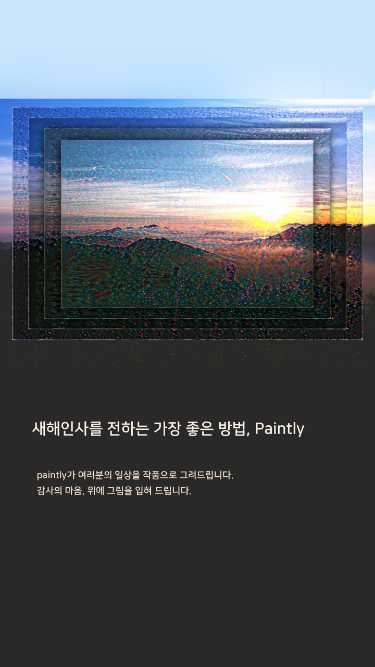 새해인사를 전하는 가장 좋은 방법, Paintly
paintly가 여러분의 일상을 작품으로 그려드립니다.
감사의 마음, 위에 그림을 입혀 드립니다.